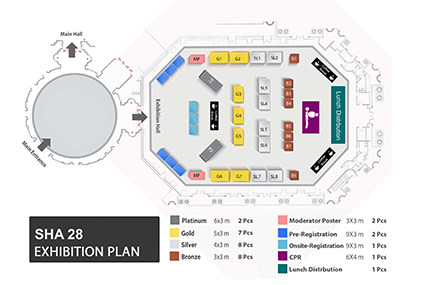 Main Hall
MP
G1
G2
SL1
SL2
B1
Exhibition Hall
G3
SL3
B2
SL4
B3
B4
G4
CPR
Lunch Distribution
G5
SL5
B5
SL6
B6
B7
Main Entrance
MP
G6
G7
SL7
SL8
B8
SHA 28
EXHIBITION PLAN
Platinum 6x3 m 2 Pcs
Gold 5x3 m 7 Pcs
Silver 4x3 m 8 Pcs
Bronze 3x3 m 8 Pcs
Moderator Poster 3X3 m 2 Pcs
Pre-Registration 9X3 m 2 Pcs
Onsite-Registration 9X3 m 1 Pcs
CPR 6X4 m 1 Pcs
Lunch Distrbution 1 Pcs